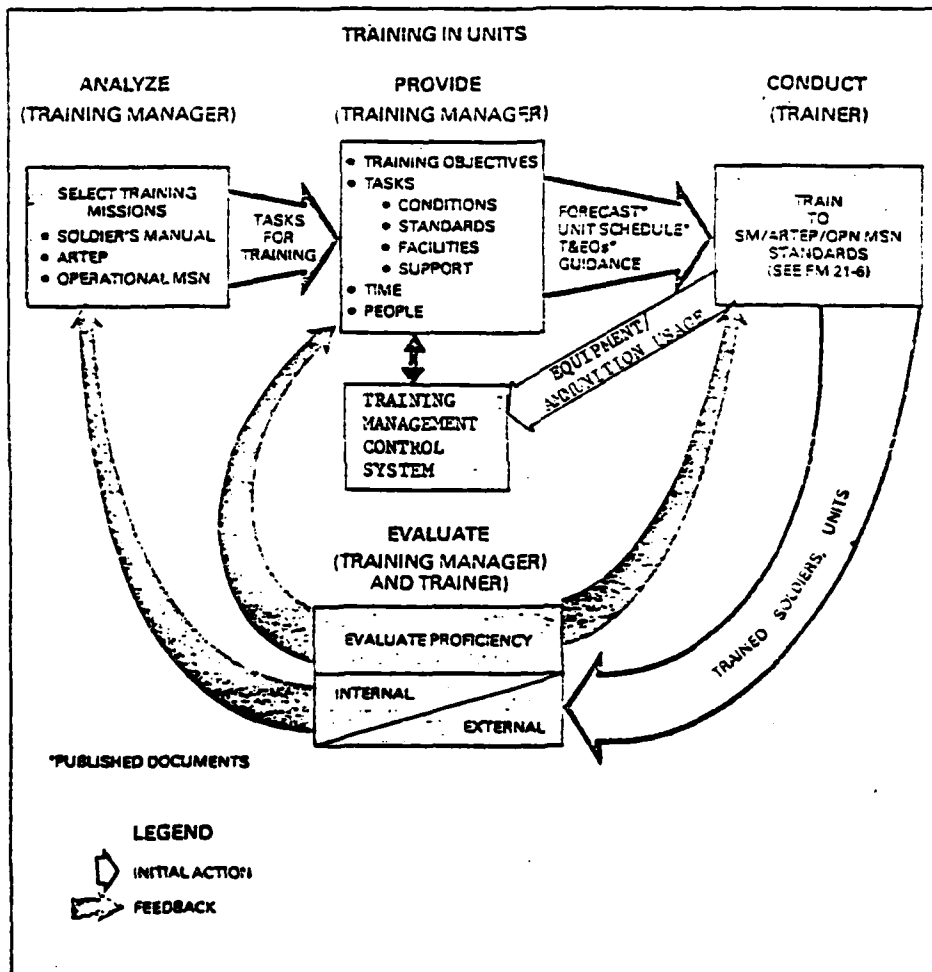 TRAINING IN UNITS
ANALYZE
(TRAINING MANAGER)
PROVIDE
(TRAINING MANAGER)
CONDUCT
(TRAINER)
SELECT TRAINING
MISSIONS
• SOLDIER'S MANUAL
• ARTEP
• OPERATIONAL MSN
TASKS
FOR
TRAINING
• TRAINING OBJECTIVES
• TASKS
• CONDITIONS
• STANDARDS
• FACILITIES
• SUPPORT
• TIME
• PEOPLE
FORECAST*
UNIT SCHEDULE*
T&EOs*
GUIDANCE
TRAIN
TO
SM/ARTEP/OPN MSN
STANDARDS
(SEE FM 21-6)
EQUIPMENT/
AMMUNITION USAGE
TRAINING
MANAGEMENT
CONTROL
SYSTEM
EVALUATE
(TRAINING MANAGER)
AND TRAINER)
EVALUATE PROFICIENCY
INTERNAL
EXTERNAL
TRAINED SOLDIERS, UNITS
*PUBLISHED DOCUMENTS
LEGEND
INITIAL ACTION
FEEDBACK